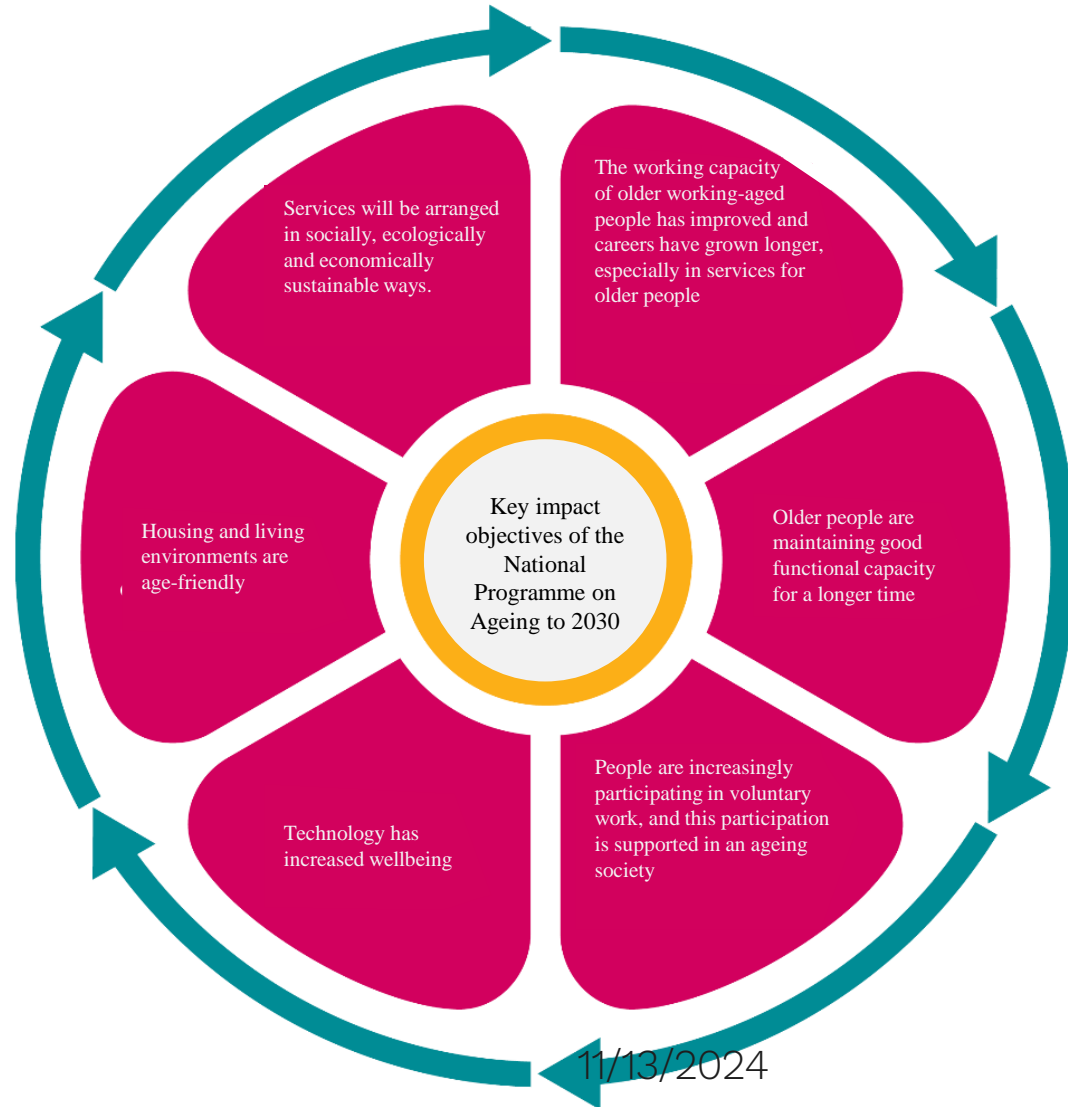 The working capacity
of older working-aged
people has improved and
careers have grown longer,
especially in services for
older people
Older people are
maintaining good
functional capacity
for a longer time
People are increasingly
participating in voluntary
work, and this participation
is supported in an ageing
society
Technology has
increased wellbeing
Housing and living
environments are
age-friendly
Services will be arranged
in socially, ecologically
and economically
sustainable ways.
Key impact
objectives of the
National
Programme on
Ageing to 2030
11/13/2024